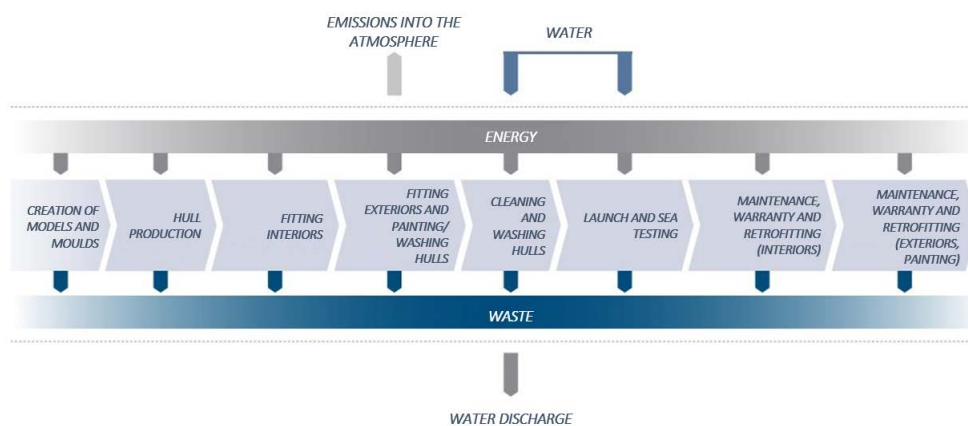 EMISSIONS INTO THE
ATMOSPHERE
WATER
ENERGY
CREATION OF
MODELS AND
MOULDS
HULL
PRODUCTION
FITTING
INTERIORS
FITTING
EXTERIORS AND
PAINTING/
WASHING
HULLS
CLEANING
AND
WASHING
HULLS
LAUNCH AND SEA
TESTING
MAINTENANCE,
WARRANTY AND
RETROFITTING
(INTERIORS)
MAINTENANCE,
WARRANTY AND
RETROFITTING
(EXTERIORS,
PAINTING)
WASTE
WATER DISCHARGE